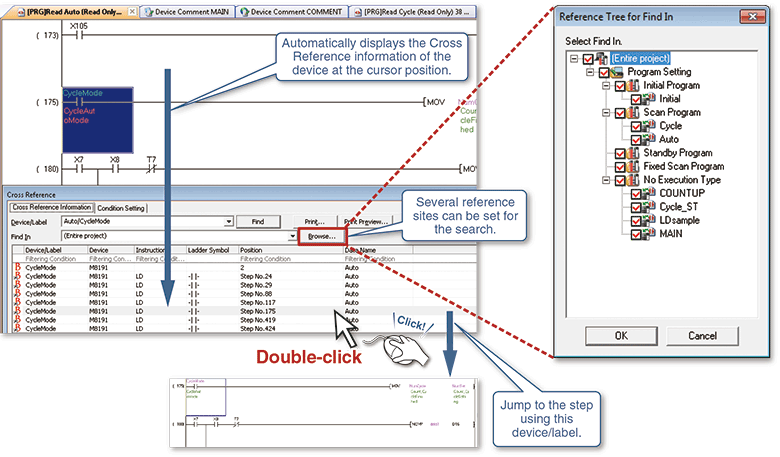 [PRG]Read Auto (Read Only...
Device Comment MAIN
Device Comment COMMENT
[PRG]Read Cycle (Read Only) 38 ...
X105
( 173)
Automatically displays the Cross
Reference information of the
device at the cursor position.
CycleMode
( 175)
[MOV
CycleAut
oMode
Coun
cleFi
hed
X7 X8 T7
( 180)
[MOV
Cross Reference
Cross Reference Information
Condition Setting
Device/Label
Auto/CycleMode
Find
Print...
Print Preview...
Find In
(Entire project)
Browse...
Several reference
sites can be set for
the search.
Device/Label Device Instruction Ladder Symbol Position Data Name
Filtering Condition Filtering Con... Filtering Condit... Filtering Condition Filtering Condition
CycleMode M8191 2 Auto
CycleMode M8191 LD -| |- Step No.24 Auto
CycleMode M8191 LD -| |- Step No.29 Auto
CycleMode M8191 LD -| |- Step No.88 Auto
CycleMode M8191 LD -| |- Step No.117 Auto
CycleMode M8191 LD -| |- Step No.175 Auto
CycleMode M8191 LD -| |- Step No.419 Auto
CycleMode M8191 LD -| |- Step No.424 Auto
Click!
Double-click
( 175)
[MOV
( 180)
Jump to the step
using this
device/label.
Reference Tree for Find In
Select Find In.
(Entire project)
Program Setting
Initial Program
Initial
Scan Program
Cycle
Auto
Standby Program
Fixed Scan Program
No Execution Type
COUNTUP
Cycle_ST
LDsample
MAIN
OK
Cancel